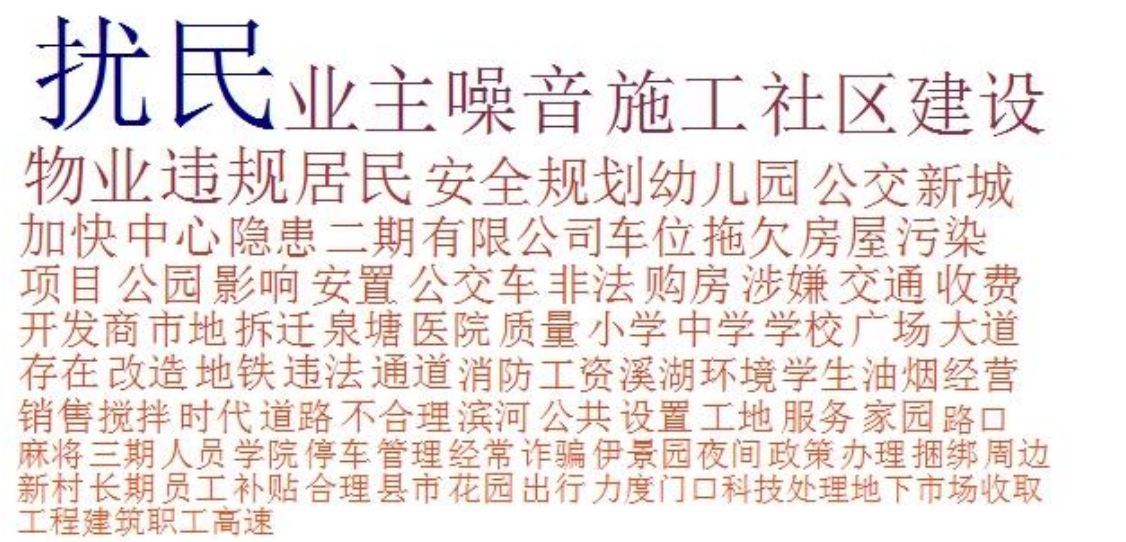 扰民 业主 噪音 施工 社区 建设
物业 违规 居民 安全 规划 幼儿园 公交 新城
加快 中心 隐患 二期 有限公司 车位 拖欠 房屋 污染
项目 公园 影响 安置 公交车 非法 购房 涉嫌 交通 收费
开发商 市地 拆迁 泉塘 医院 质量 小学 中学 学校 广场 大道
存在 改造 地铁 违法 通道 消防 工资 溪湖 环境 学生 油烟 经营
销售 搅拌 时代 道路 不合理 滨河 公共 设置 工地 服务 家园 路口
麻将 三期 人员 学院 停车 管理 经常 诈骗 伊景园 夜间 政策 办理 捆绑 周边
新村 长期 员工 补贴 合理 县市 花园 出行 力度 门口 科技 处理 地下 市场 收取
工程 建筑 职工 高速